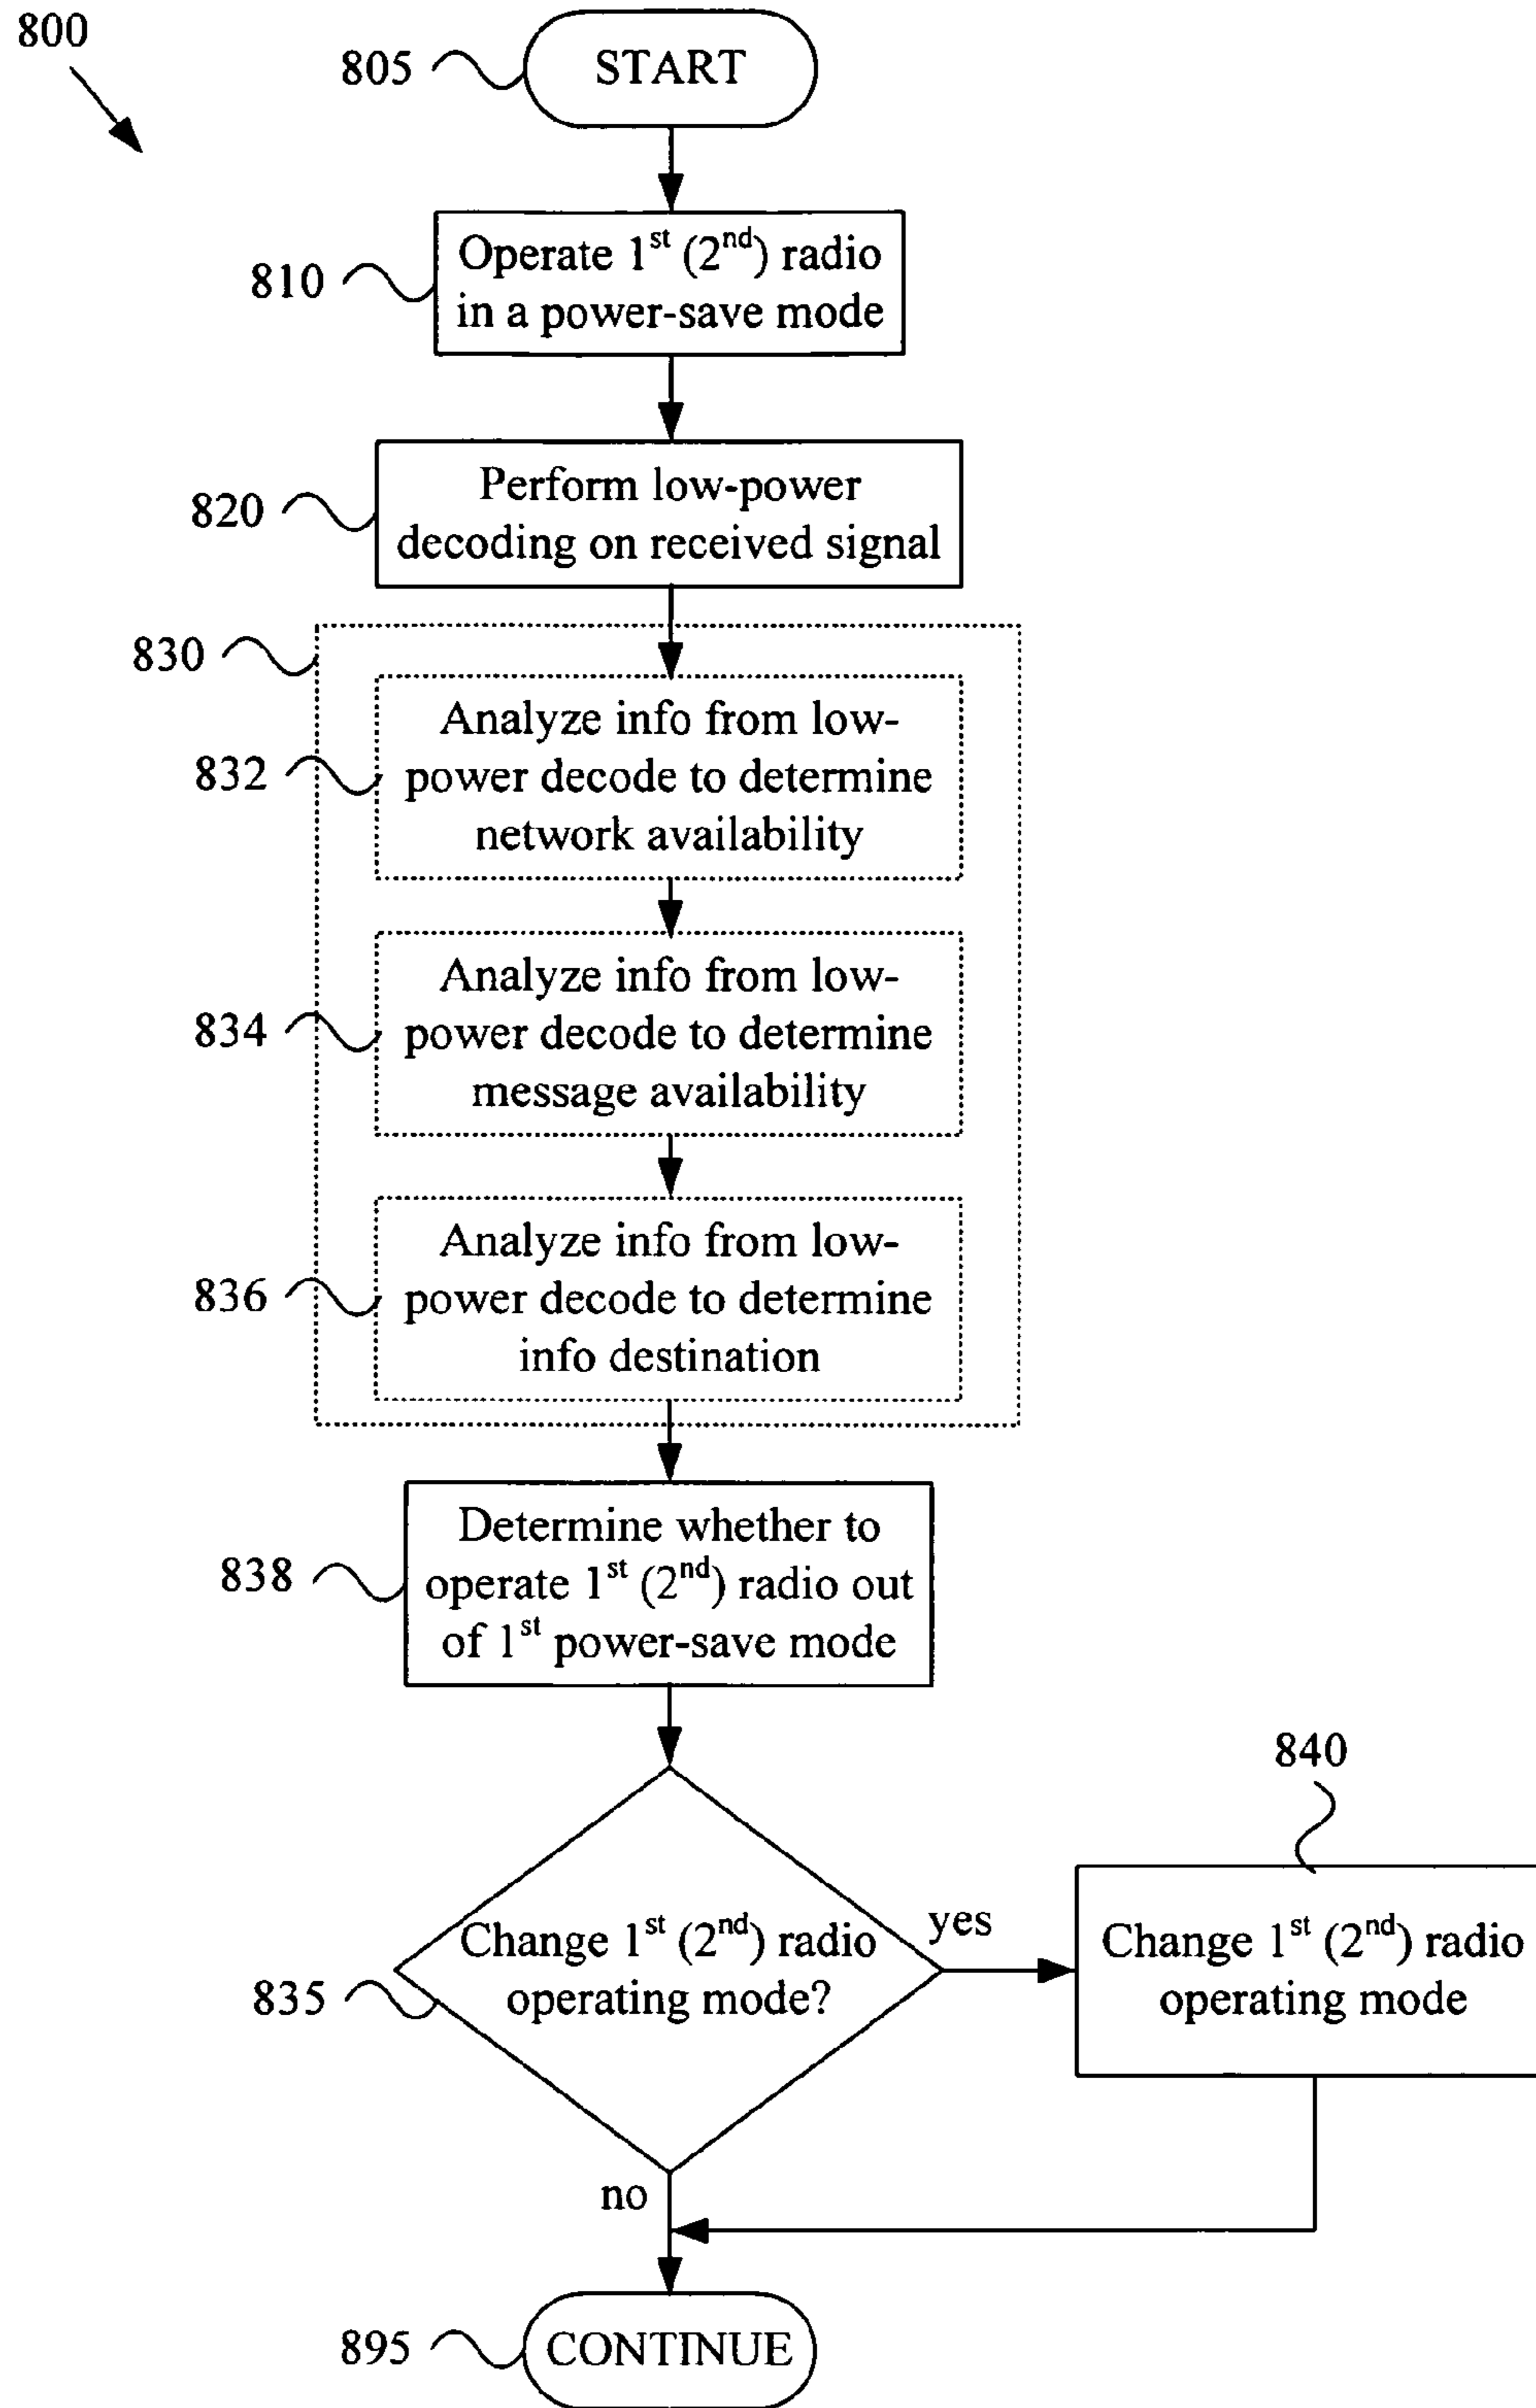 800
805
START
810
Operate 1st (2nd) radio
in a power-save mode
820
Perform low-power
decoding on received signal
830
832
Analyze info from low-
power decode to determine
network availability
834
Analyze info from low-
power decode to determine
message availability
836
Analyze info from low-
power decode to determine
info destination
838
Determine whether to
operate 1st (2nd) radio out
of 1st power-save mode
835
Change 1st (2nd) radio
operating mode?
yes
840
Change 1st (2nd) radio
operating mode
no
895
CONTINUE